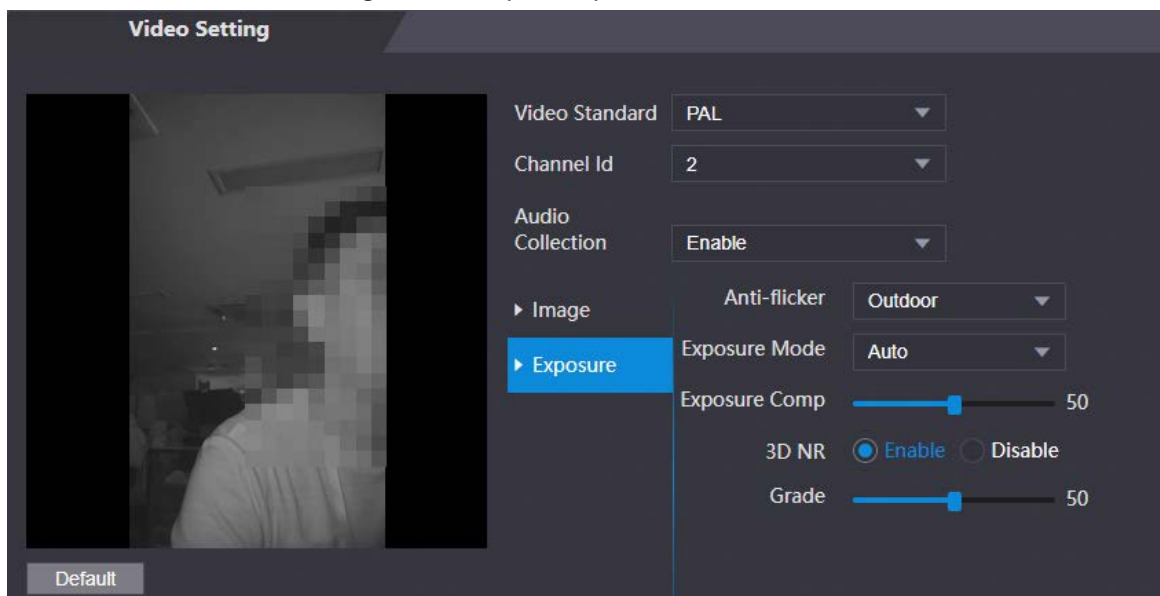 Video Setting
Video Standard PAL
Channel Id 2
Audio
Collection Enable
Image
Exposure
Anti-flicker Outdoor
Exposure Mode Auto
Exposure Comp 50
3D NR Enable Disable
Grade 50
Default